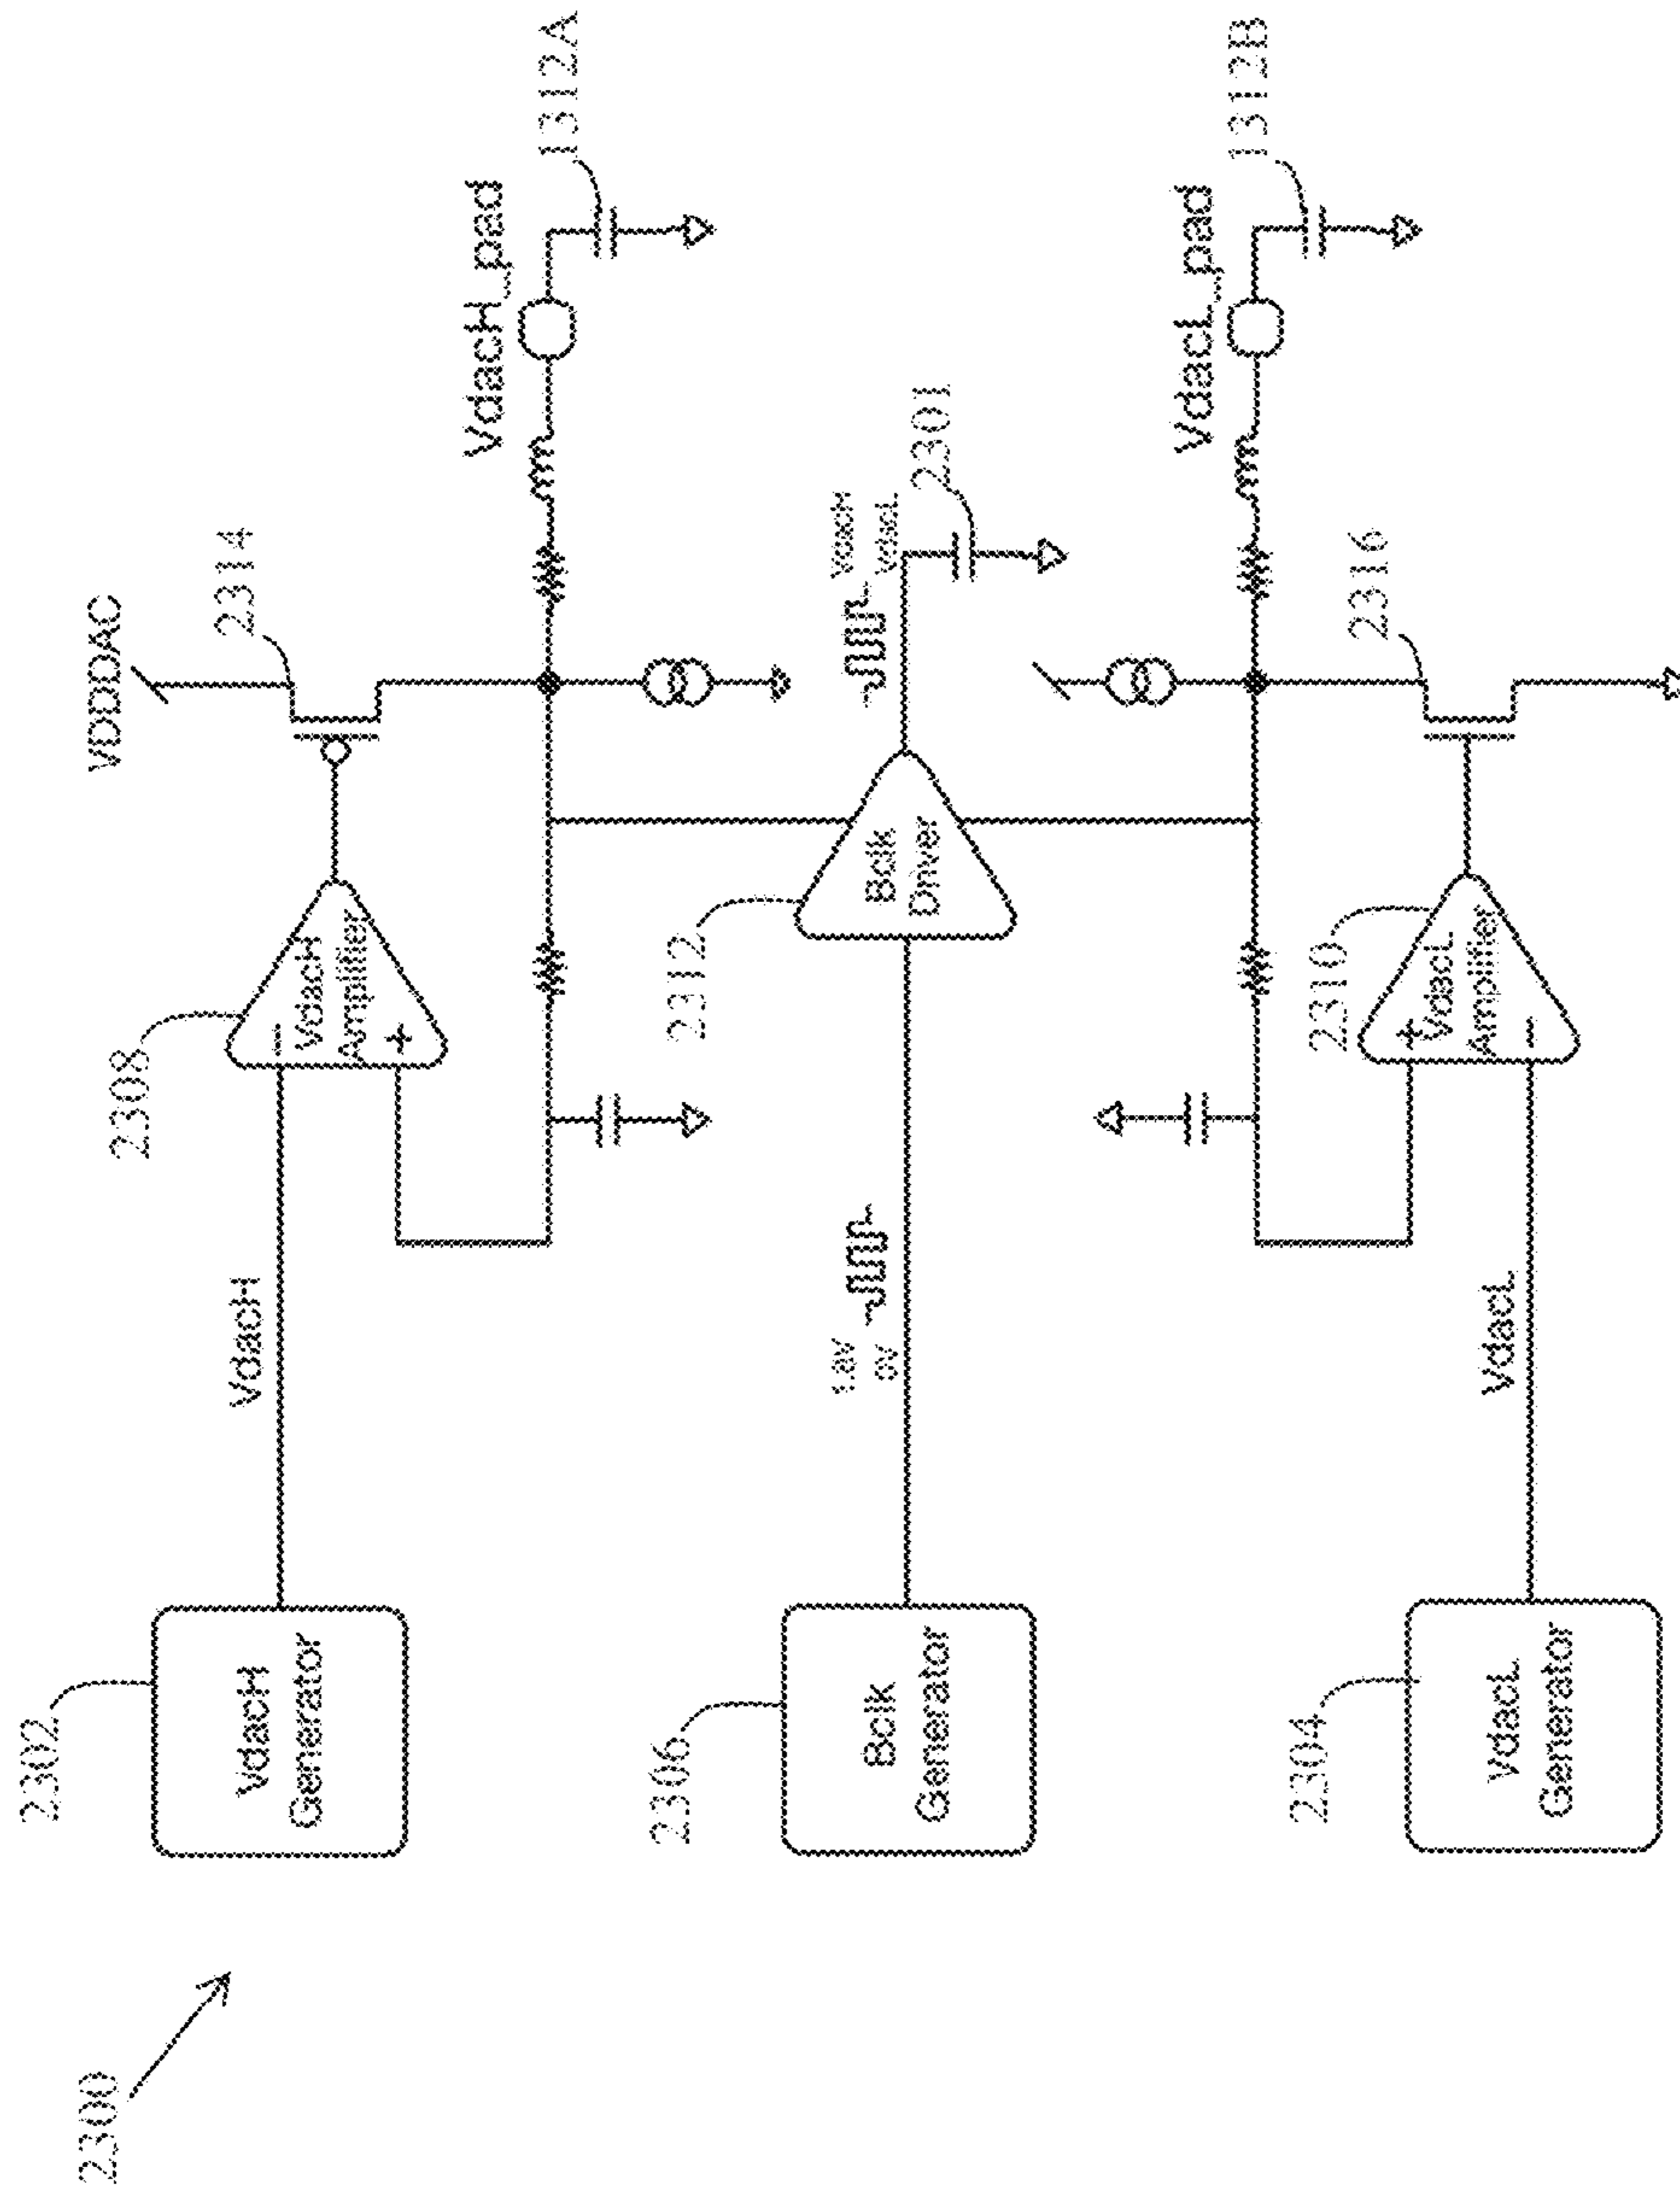 2300
2302
VdacH
Generator
VdacH
2308
VdacH
Amplifier
−
+
VDDDAC
2314
VdacH_pad
1312A
2306
Bclk
Generator
1.8V
0V
2312
Bclk
Driver
VdacH
VdacL
2301
2304
VdacL
Generator
VdacL
2310
+
VdacL
Amplifier
−
2316
VdacL_pad
1312B